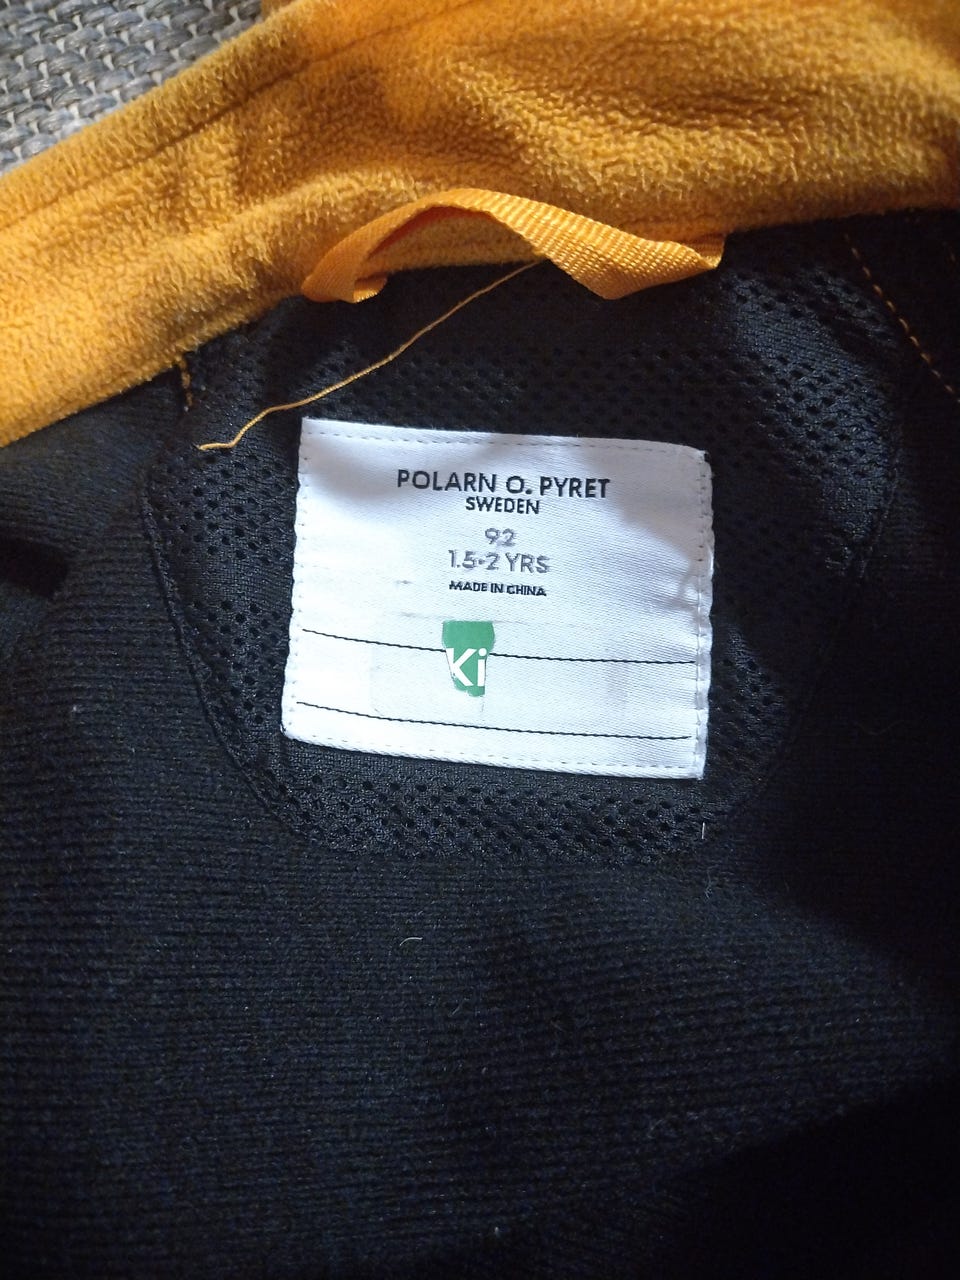 POLARN O. PYRET
SWEDEN
92
1.5-2 YRS
MADE IN CHINA
Ki